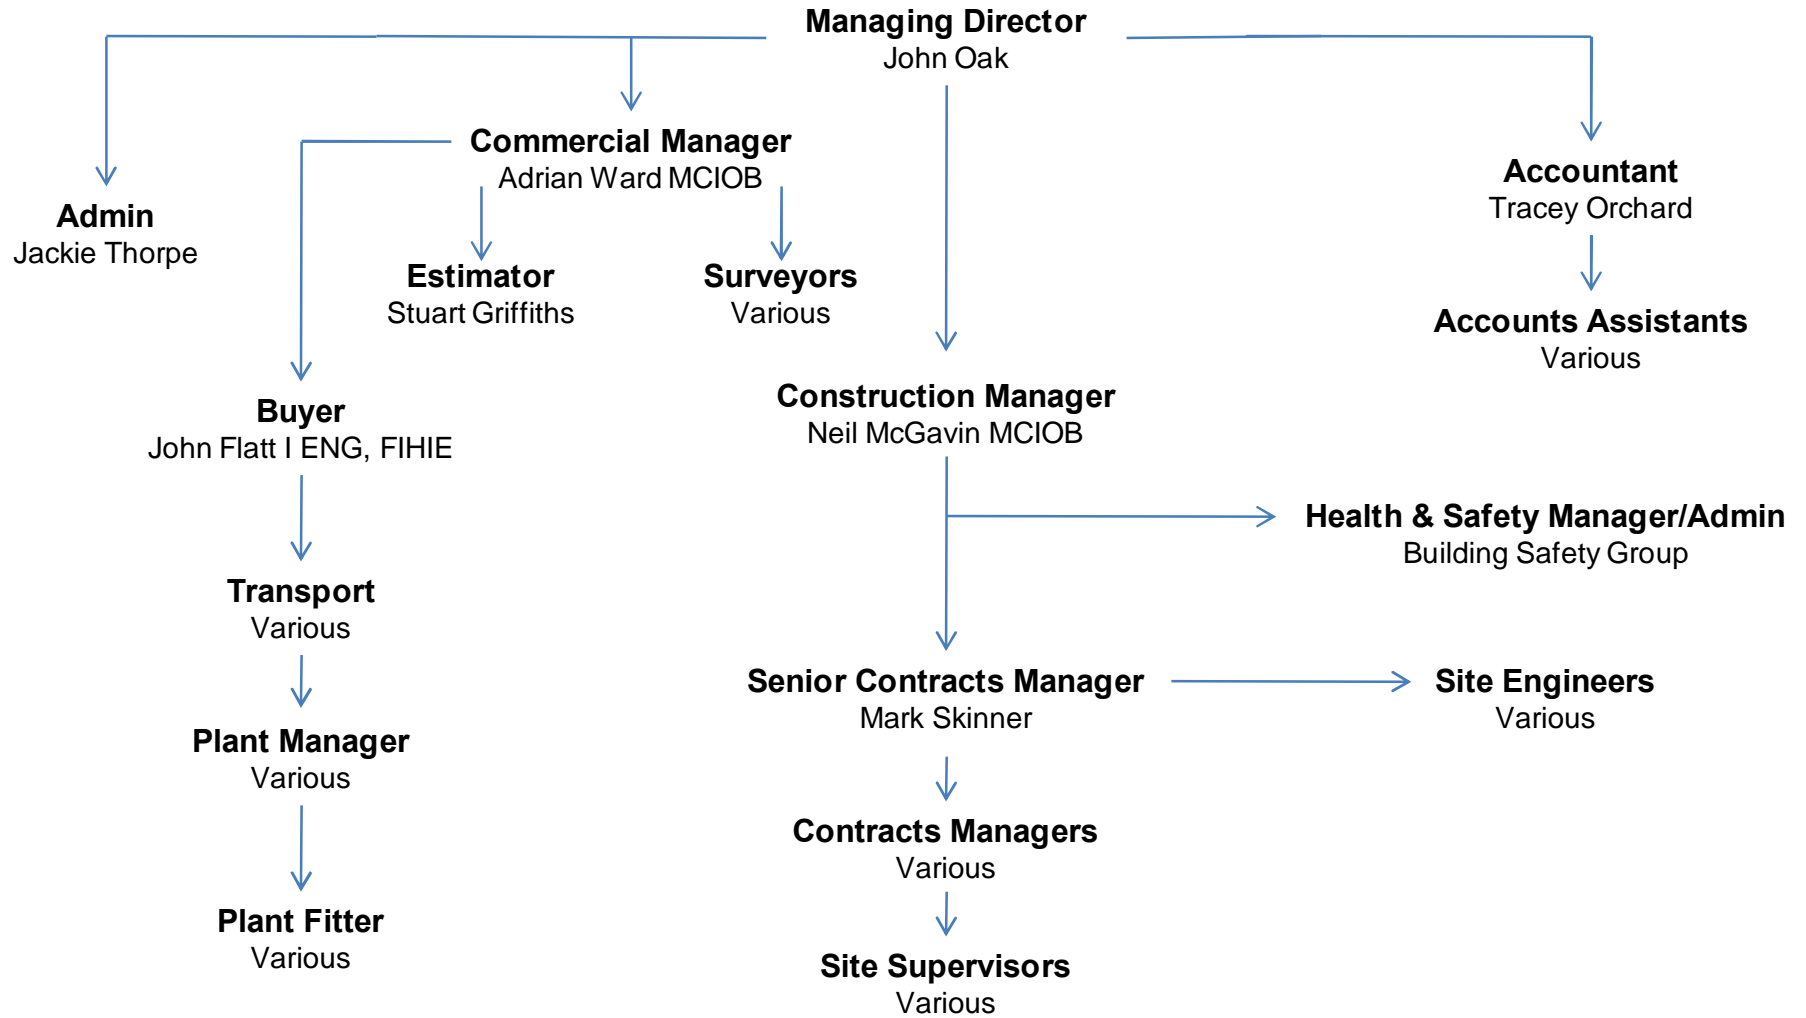 Managing Director
John Oak
Commercial Manager
Adrian Ward MCIOB
Accountant
Tracey Orchard
Admin
Jackie Thorpe
Estimator
Stuart Griffiths
Surveyors
Various
Accounts Assistants
Various
Buyer
John Flatt I ENG, FIHIE
Construction Manager
Neil McGavin MCIOB
Health & Safety Manager/Admin
Building Safety Group
Transport
Various
Senior Contracts Manager
Mark Skinner
Site Engineers
Various
Plant Manager
Various
Contracts Managers
Various
Plant Fitter
Various
Site Supervisors
Various